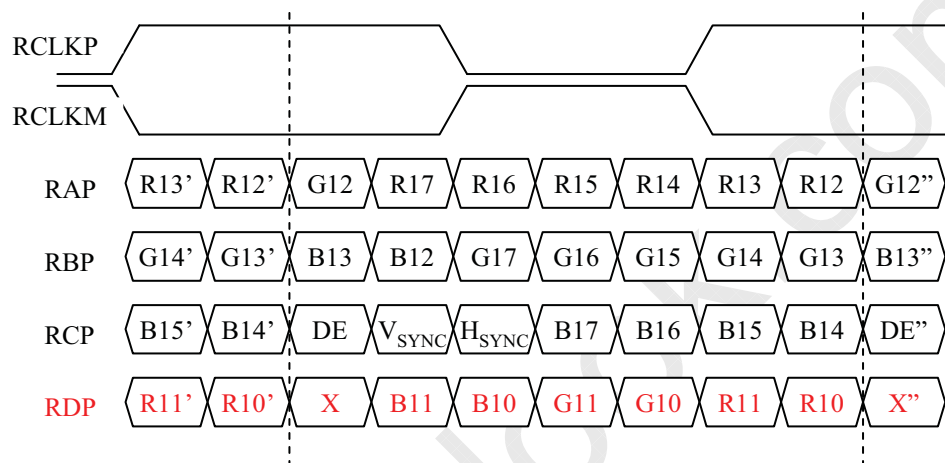 RCLKP
RCLKM
RAP R13’ R12’ G12 R17 R16 R15 R14 R13 R12 G12”
RBP G14’ G13’ B13 B12 G17 G16 G15 G14 G13 B13”
RCP B15’ B14’ DE VSYNC HSYNC B17 B16 B15 B14 DE”
RDP R11’ R10’ X B11 B10 G11 G10 R11 R10 X”